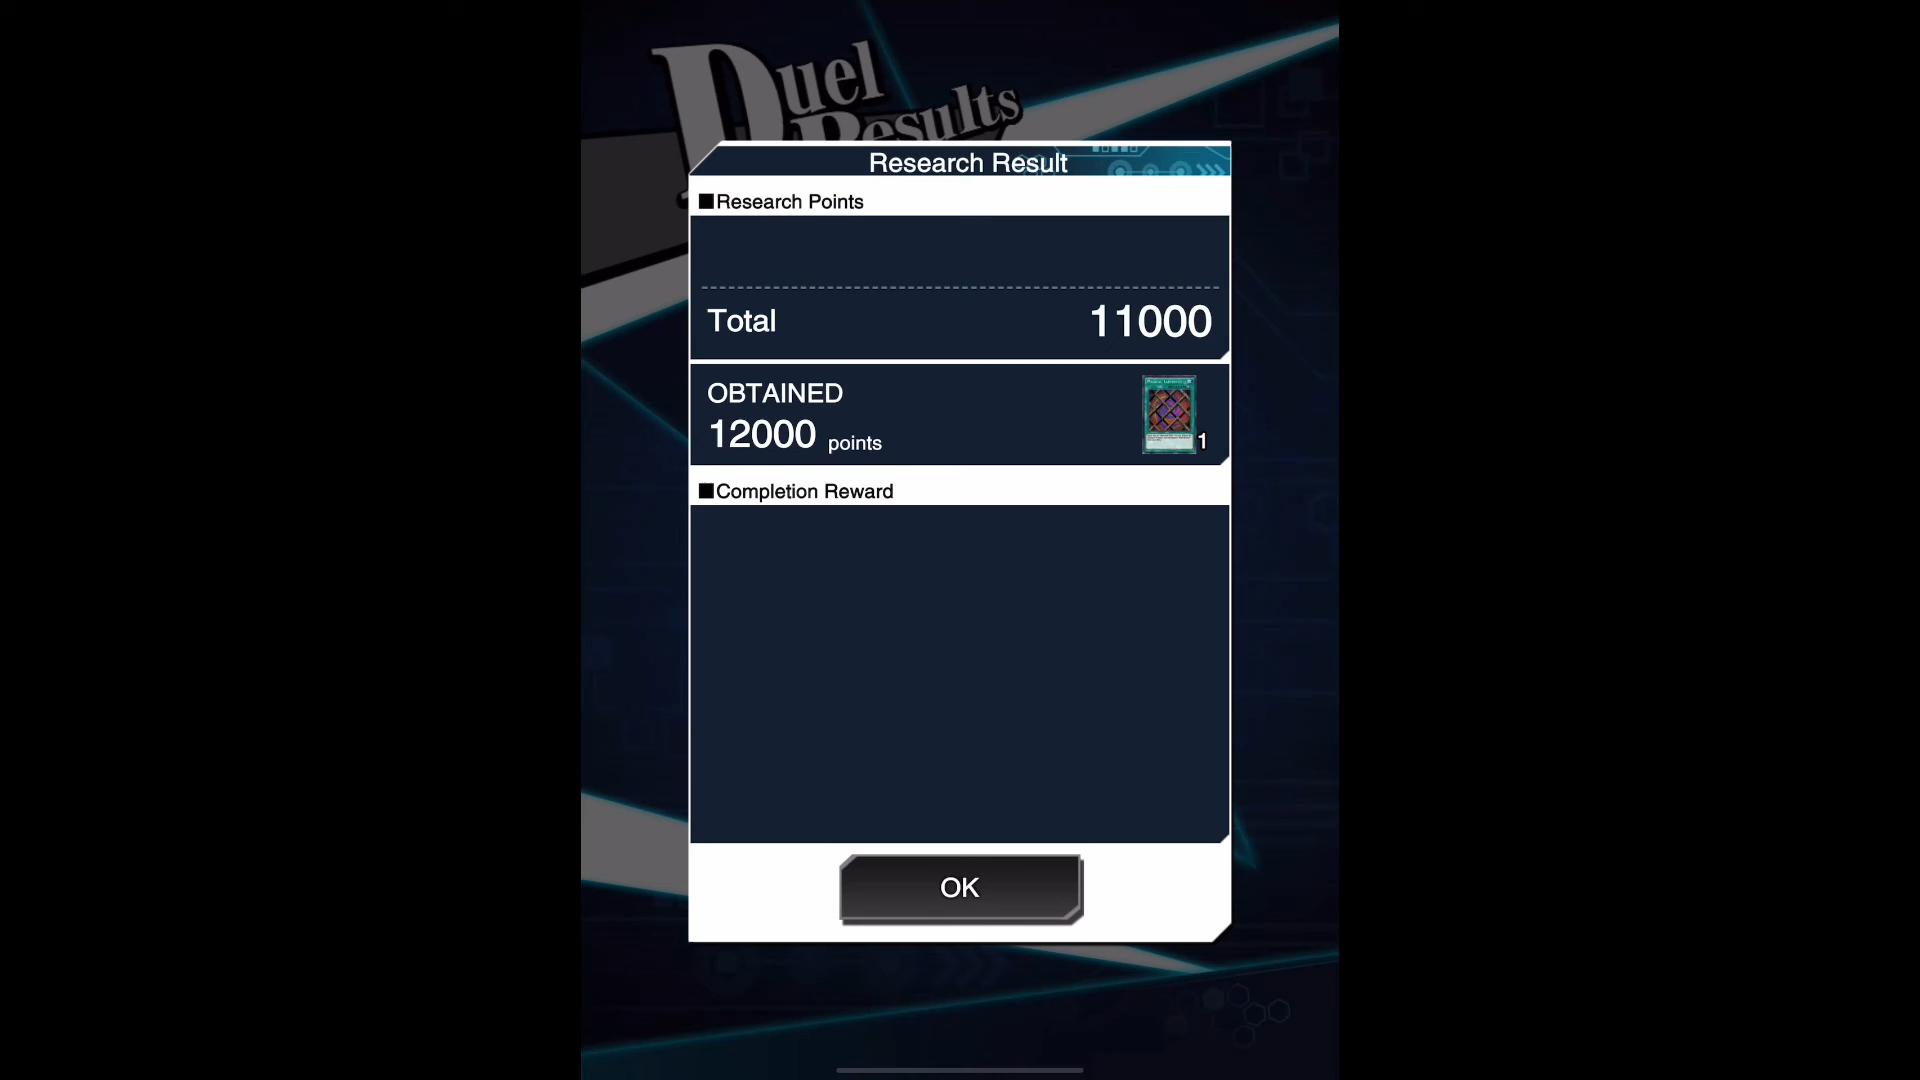 Duel
Results
Research Result
■Research Points
Total
11000
OBTAINED
12000 points
1
■Completion Reward
OK